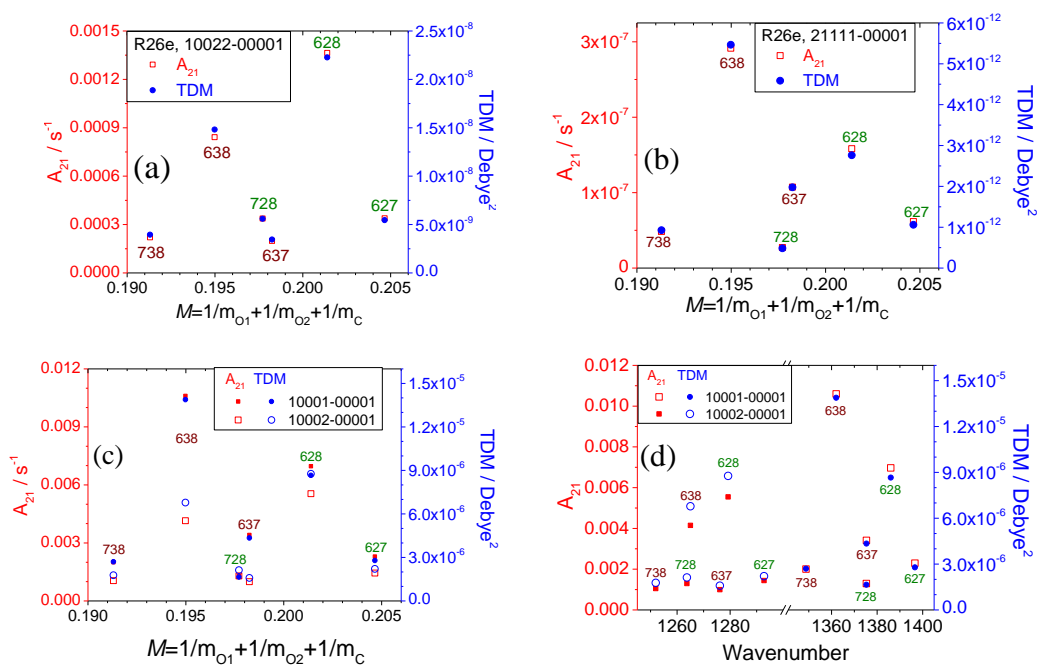 R26e, 10022-00001
A₂₁
TDM
628
638
728
627
738
637
(a)
0.0015
0.0012
0.0009
0.0006
0.0003
0.0000
A₂₁ / s⁻¹
2.5x10⁻⁸
2.0x10⁻⁸
1.5x10⁻⁸
1.0x10⁻⁸
5.0x10⁻⁹
0.0
TDM / Debye²
0.190 0.195 0.200 0.205
M=1/m_O1+1/m_O2+1/m_C
R26e, 21111-00001
A₂₁
TDM
638
628
637
627
738
728
(b)
3x10⁻⁷
2x10⁻⁷
1x10⁻⁷
0
A₂₁ / s⁻¹
6x10⁻¹²
5x10⁻¹²
4x10⁻¹²
3x10⁻¹²
2x10⁻¹²
1x10⁻¹²
0
TDM / Debye²
0.190 0.195 0.200 0.205
M=1/m_O1+1/m_O2+1/m_C
A₂₁ TDM
10001-00001
10002-00001
638
628
637
738
728
627
(c)
0.012
0.009
0.006
0.003
0.000
A₂₁ / s⁻¹
1.5x10⁻⁵
1.2x10⁻⁵
9.0x10⁻⁶
6.0x10⁻⁶
3.0x10⁻⁶
0.0
TDM / Debye²
0.190 0.195 0.200 0.205
M=1/m_O1+1/m_O2+1/m_C
A₂₁ TDM
10001-00001
10002-00001
638
628
628
638
637
738 728 637 627
738
728
627
(d)
0.012
0.010
0.008
0.006
0.004
0.002
0.000
A₂₁
1.5x10⁻⁵
1.2x10⁻⁵
9.0x10⁻⁶
6.0x10⁻⁶
3.0x10⁻⁶
0.0
TDM / Debye²
1260 1280 1360 1380 1400
Wavenumber